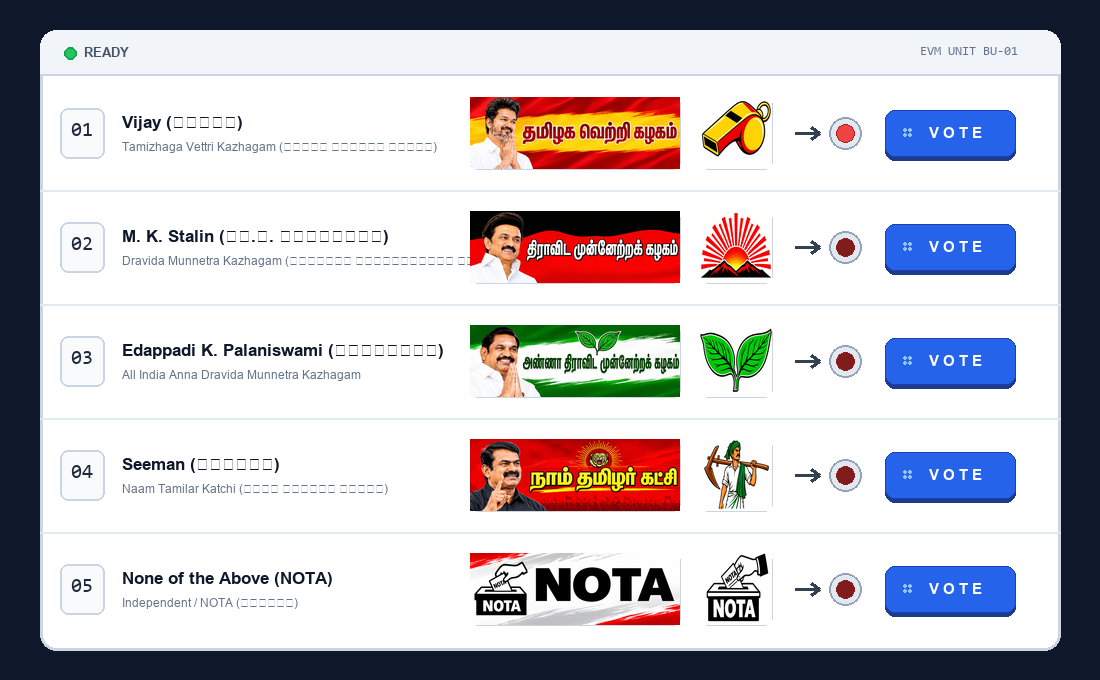 READY
EVM UNIT BU-01
01
Vijay (□□□□□)
Tamizhaga Vettri Kazhagam (□□□□□ □□□□□□ □□□□□)
தமிழக வெற்றி கழகம்
VOTE
02
M. K. Stalin (□□.□. □□□□□□□□)
Dravida Munnetra Kazhagam (□□□□□□□ □□□□□□□□□□□ □
திராவிட முன்னேற்றக் கழகம்
VOTE
03
Edappadi K. Palaniswami (□□□□□□□□)
All India Anna Dravida Munnetra Kazhagam
அண்ணா திராவிட முன்னேற்றக் கழகம்
VOTE
04
Seeman (□□□□□□)
Naam Tamilar Katchi (□□□□ □□□□□□ □□□□□)
நாம் தமிழர் கட்சி
VOTE
05
None of the Above (NOTA)
Independent / NOTA (□□□□□□)
NOTA
NOTA
NOTA
NOTA
NOTA
VOTE